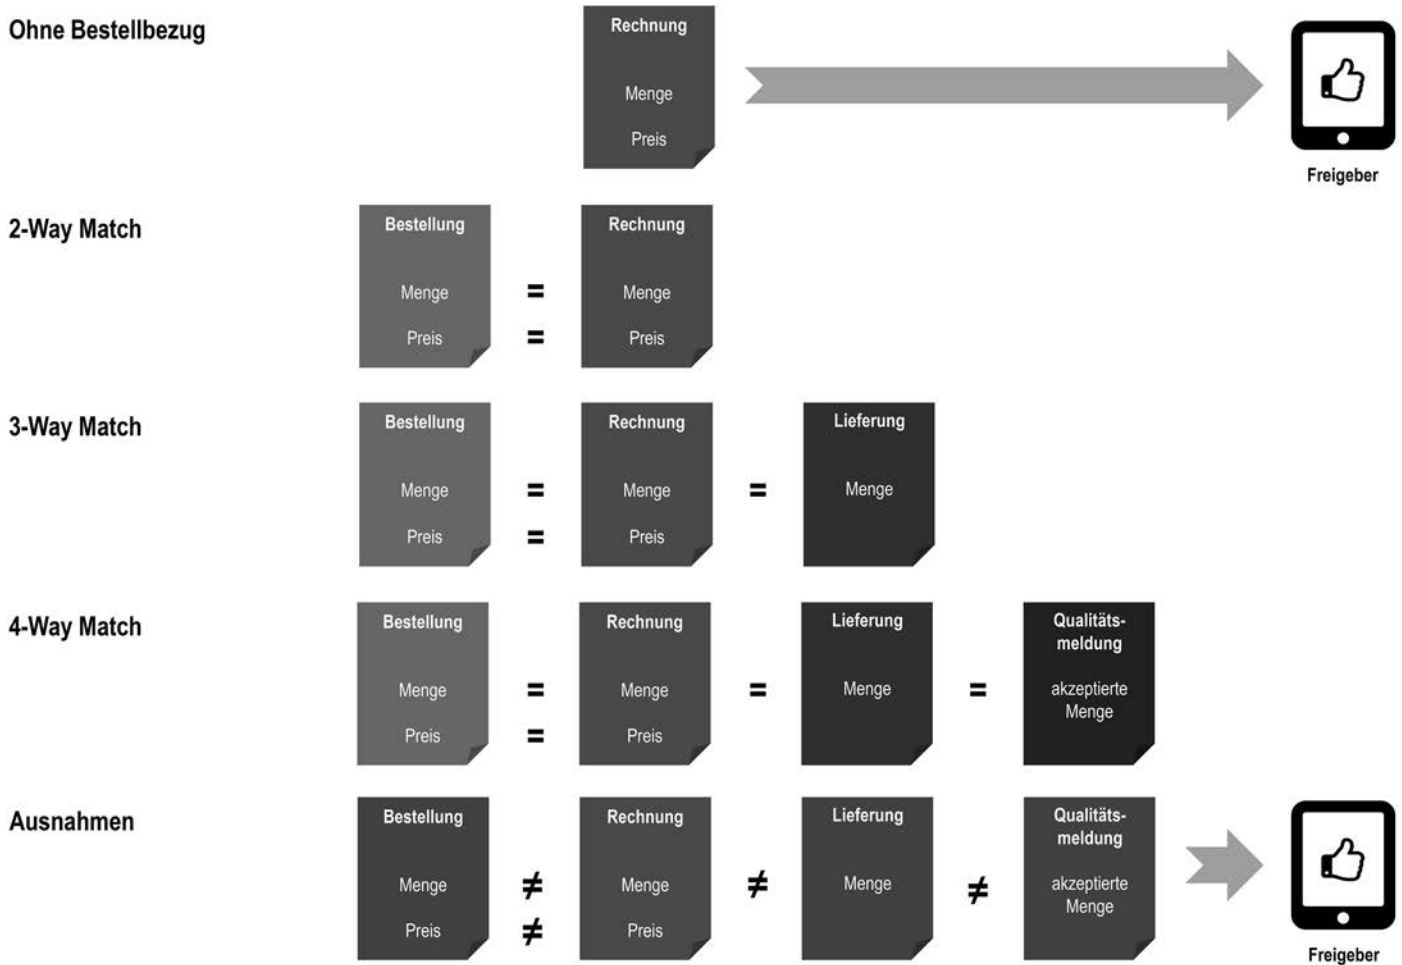 Ohne Bestellbezug
Rechnung
Menge
Preis
Freigeber
2-Way Match
Bestellung
Menge
Preis
=
=
Rechnung
Menge
Preis
3-Way Match
Bestellung
Menge
Preis
=
=
Rechnung
Menge
Preis
=
Lieferung
Menge
4-Way Match
Bestellung
Menge
Preis
=
=
Rechnung
Menge
Preis
=
Lieferung
Menge
=
Qualitäts-
meldung
akzeptierte
Menge
Ausnahmen
Bestellung
Menge
Preis
≠
≠
Rechnung
Menge
Preis
≠
Lieferung
Menge
≠
Qualitäts-
meldung
akzeptierte
Menge
Freigeber